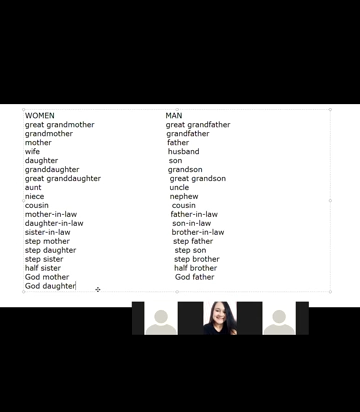 WOMEN MAN
great grandmother great grandfather
grandmother grandfather
mother father
wife husband
daughter son
granddaughter grandson
great granddaughter great grandson
aunt uncle
niece nephew
cousin cousin
mother-in-law father-in-law
daughter-in-law son-in-law
sister-in-law brother-in-law
step mother step father
step daughter step son
step sister step brother
half sister half brother
God mother God father
God daughter